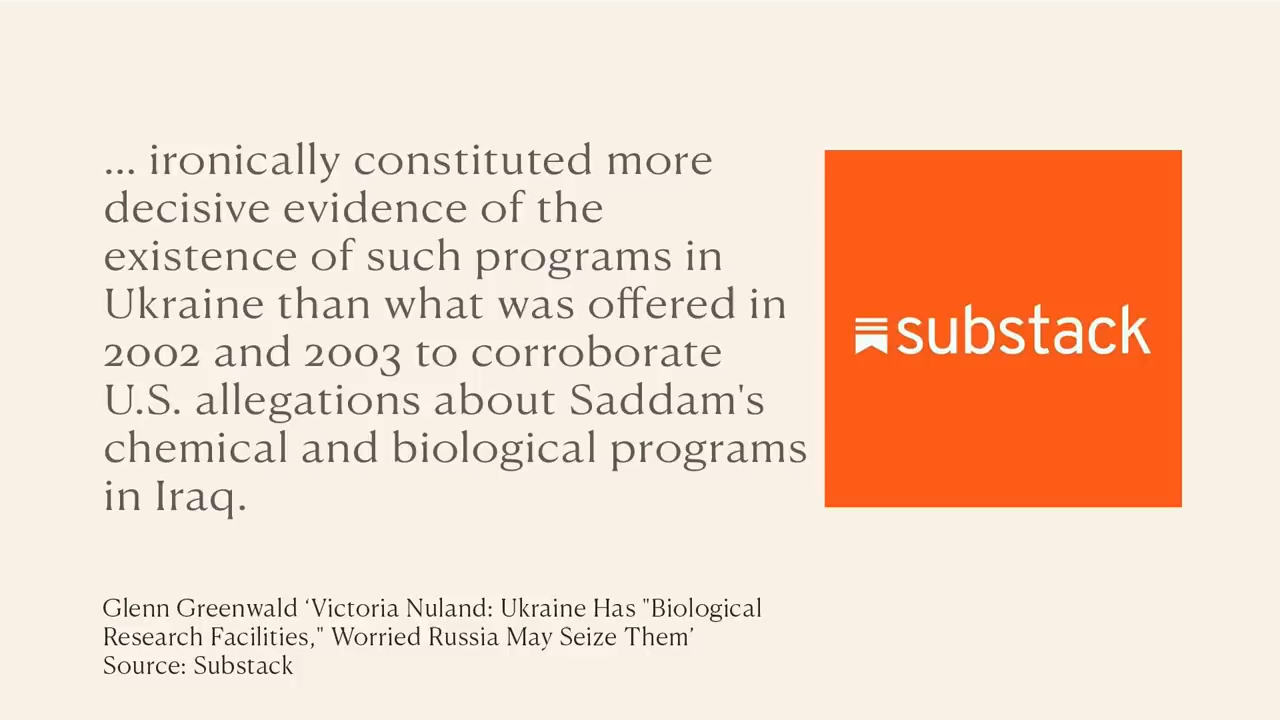 ... ironically constituted more
decisive evidence of the
existence of such programs in
Ukraine than what was offered in
2002 and 2003 to corroborate
U.S. allegations about Saddam's
chemical and biological programs
in Iraq.
substack
Glenn Greenwald ‘Victoria Nuland: Ukraine Has "Biological
Research Facilities," Worried Russia May Seize Them’
Source: Substack